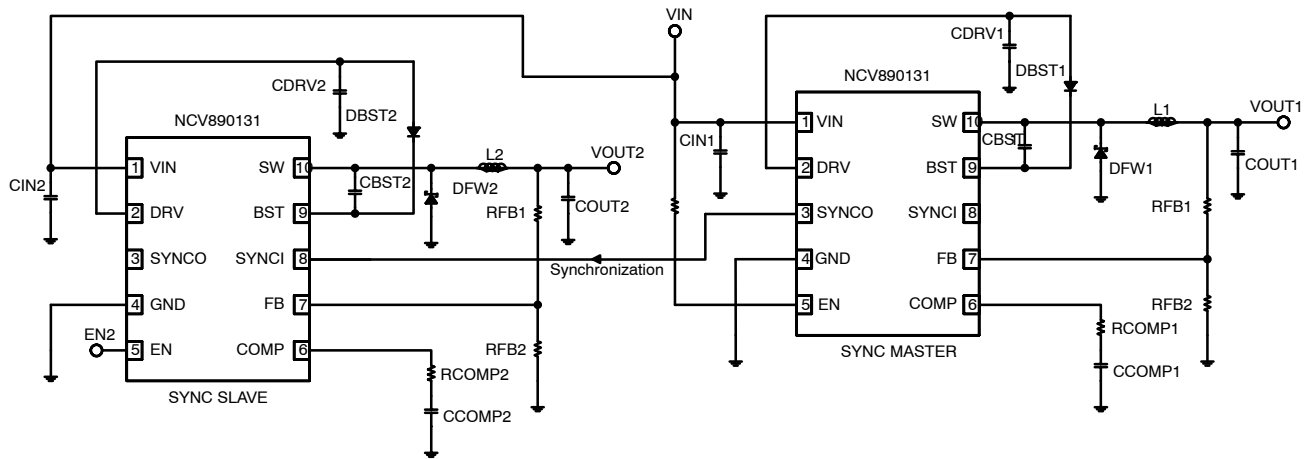 VIN
CDRV1
DBST1
NCV890131
L1
VOUT1
1 VIN
SW 10
CIN1
CBST1
COUT1
2 DRV
BST 9
DFW1
3 SYNCO
SYNCI 8
RFB1
4 GND
FB 7
5 EN
COMP 6
RFB2
RCOMP1
SYNC MASTER
CCOMP1
CDRV2
DBST2
NCV890131
L2
VOUT2
1 VIN
SW 10
CIN2
CBST2
DFW2
COUT2
2 DRV
BST 9
RFB1
3 SYNCO
SYNCI 8
Synchronization
4 GND
FB 7
EN2
5 EN
COMP 6
RFB2
RCOMP2
SYNC SLAVE
CCOMP2